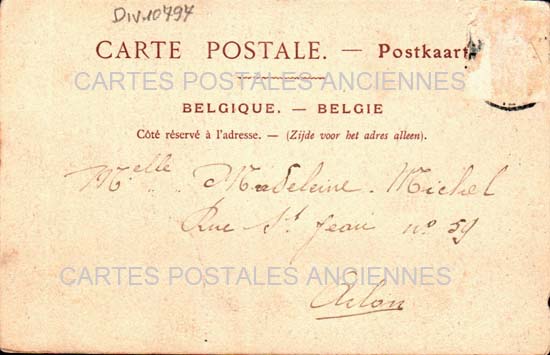 Div.10797
CARTE POSTALE. — Postkaart
CARTES POSTALES ANCIENNES
BELGIQUE. — BELGIE
Côté réservé à l'adresse. — (Zijde voor het adres alleen).
Melle Madeleine Michel
Rue St Jean no 59
CARTES POSTALES ANCIENNES
Arlon